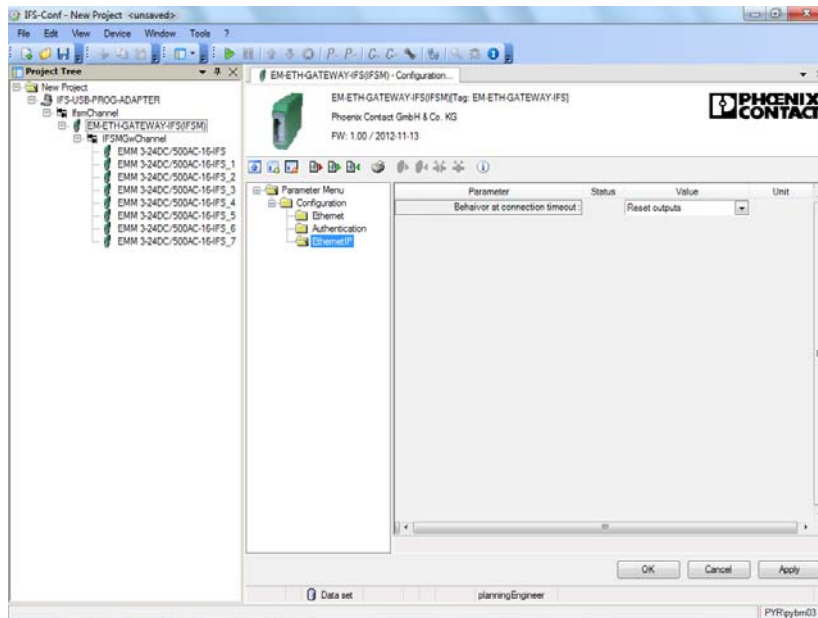 IFS-Conf - New Project <unsaved>
File Edit View Device Window Tools ?
Project Tree
New Project
IFS-USB-PROG-ADAPTER
IfsmChannel
EM-ETH-GATEWAY-IFS(IFSM)
IFSMGwChannel
EMM 3-24DC/500AC-16-IFS
EMM 3-24DC/500AC-16-IFS_1
EMM 3-24DC/500AC-16-IFS_2
EMM 3-24DC/500AC-16-IFS_3
EMM 3-24DC/500AC-16-IFS_4
EMM 3-24DC/500AC-16-IFS_5
EMM 3-24DC/500AC-16-IFS_6
EMM 3-24DC/500AC-16-IFS_7
EM-ETH-GATEWAY-IFS(IFSM) - Configuration...
EM-ETH-GATEWAY-IFS(IFSM)[Tag: EM-ETH-GATEWAY-IFS]
Phoenix Contact GmbH & Co. KG
FW: 1.00 / 2012-11-13
PHŒNIX
CONTACT
Parameter Menu
Configuration
Ethernet
Authentication
EthernetIP
Parameter Status Value Unit
Behaivor at connection timeout : Reset outputs
OK Cancel Apply
Data set planningEngineer
PYR\pybm03